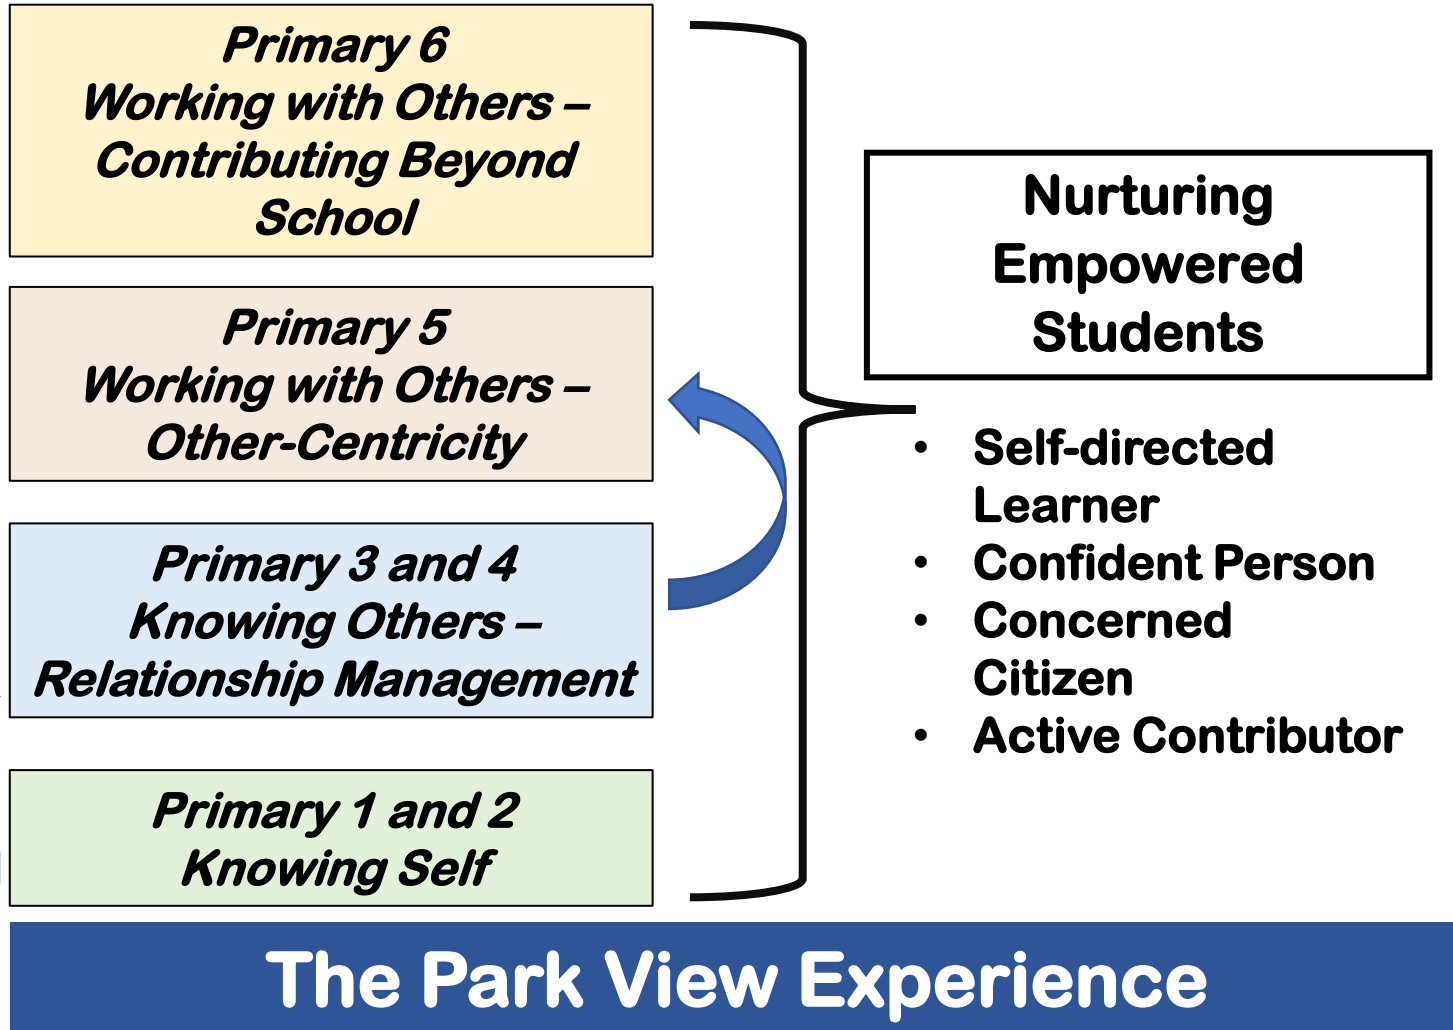 Primary 6
Working with Others –
Contributing Beyond
School
Primary 5
Working with Others –
Other-Centricity
Primary 3 and 4
Knowing Others –
Relationship Management
Primary 1 and 2
Knowing Self
Nurturing
Empowered
Students
• Self-directed
Learner
• Confident Person
• Concerned
Citizen
• Active Contributor
The Park View Experience